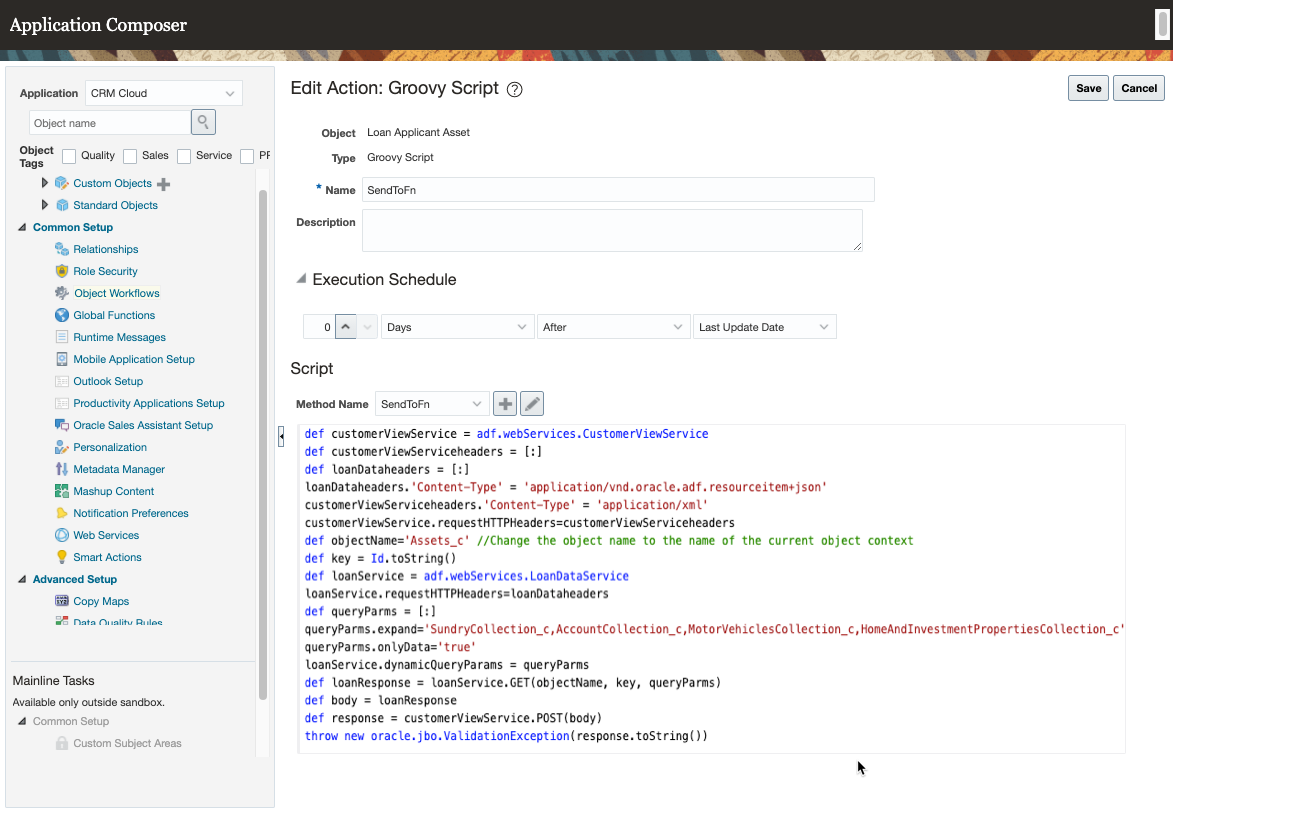 Application Composer
Application CRM Cloud
Object name
Object Tags Quality Sales Service
Custom Objects
Standard Objects
Common Setup
Relationships
Role Security
Object Workflows
Global Functions
Runtime Messages
Mobile Application Setup
Outlook Setup
Productivity Applications Setup
Oracle Sales Assistant Setup
Personalization
Metadata Manager
Mashup Content
Notification Preferences
Web Services
Smart Actions
Advanced Setup
Copy Maps
Data Quality Rules
Mainline Tasks
Available only outside sandbox.
Common Setup
Custom Subject Areas
Edit Action: Groovy Script ?
Save Cancel
Object Loan Applicant Asset
Type Groovy Script
* Name SendToFn
Description
Execution Schedule
0 Days After Last Update Date
Script
Method Name SendToFn
def customerViewService = adf.webServices.CustomerViewService
def customerViewServiceheaders = [:]
def loanDataheaders = [:]
loanDataheaders.'Content-Type' = 'application/vnd.oracle.adf.resourceitem+json'
customerViewServiceheaders.'Content-Type' = 'application/xml'
customerViewService.requestHTTPHeaders=customerViewServiceheaders
def objectName='Assets_c' //Change the object name to the name of the current object context
def key = Id.toString()
def loanService = adf.webServices.LoanDataService
loanService.requestHTTPHeaders=loanDataheaders
def queryParms = [:]
queryParms.expand='SundryCollection_c,AccountCollection_c,MotorVehiclesCollection_c,HomeAndInvestmentPropertiesCollection_c'
queryParms.onlyData='true'
loanService.dynamicQueryParams = queryParms
def loanResponse = loanService.GET(objectName, key, queryParms)
def body = loanResponse
def response = customerViewService.POST(body)
throw new oracle.jbo.ValidationException(response.toString())